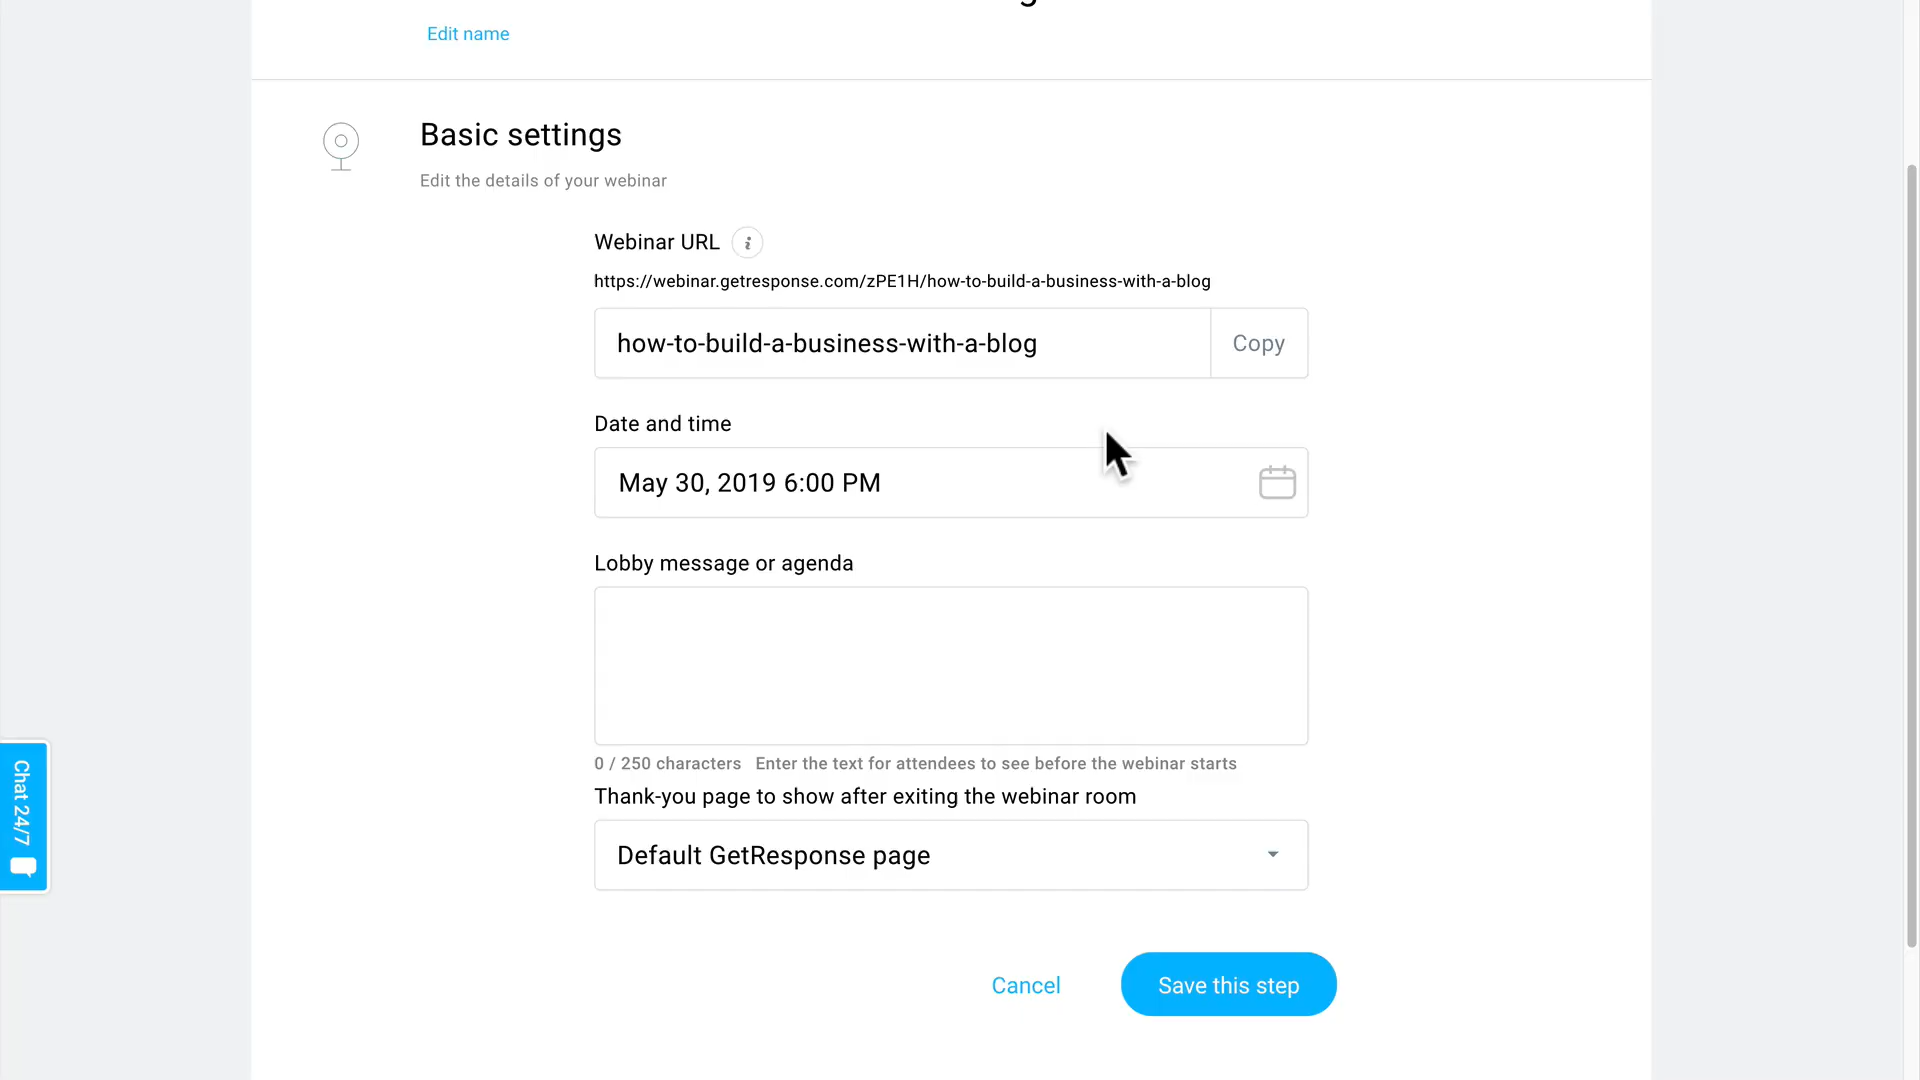 Edit name
Basic settings
Edit the details of your webinar
Webinar URL i
https://webinar.getresponse.com/zPE1H/how-to-build-a-business-with-a-blog
how-to-build-a-business-with-a-blog Copy
Date and time
May 30, 2019 6:00 PM
Lobby message or agenda
0 / 250 characters Enter the text for attendees to see before the webinar starts
Thank-you page to show after exiting the webinar room
Default GetResponse page
Cancel Save this step
Chat 24/7